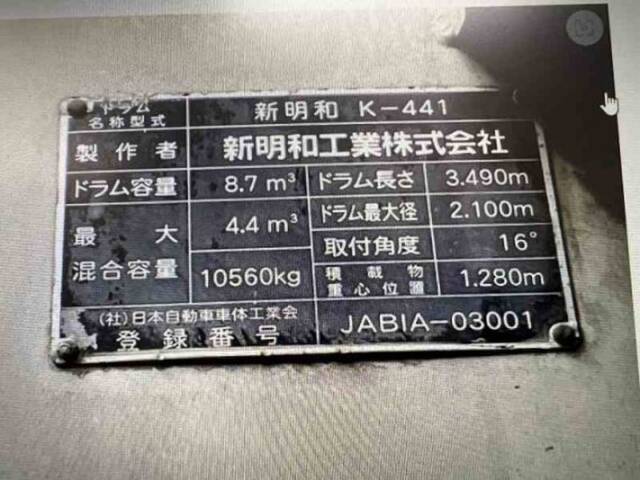 ドラム
名称型式 新明和 K-441
製作者 新明和工業株式会社
ドラム容量 8.7 m³ ドラム長さ 3.490m
最大 4.4 m³ ドラム最大径 2.100m
取付角度 16°
混合容量 10560kg 積載物
重心位置 1.280m
(社)日本自動車車体工業会
登録番号 JABIA-03001